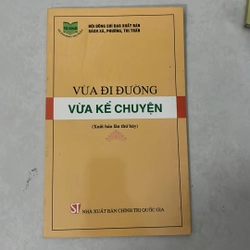 HỘI ĐỒNG CHỈ ĐẠO XUẤT BẢN
SÁCH XÃ, PHƯỜNG, THỊ TRẤN
VỪA ĐI ĐƯỜNG
VỪA KỂ CHUYỆN
(Xuất bản lần thứ bảy)
ST NHÀ XUẤT BẢN CHÍNH TRỊ QUỐC GIA